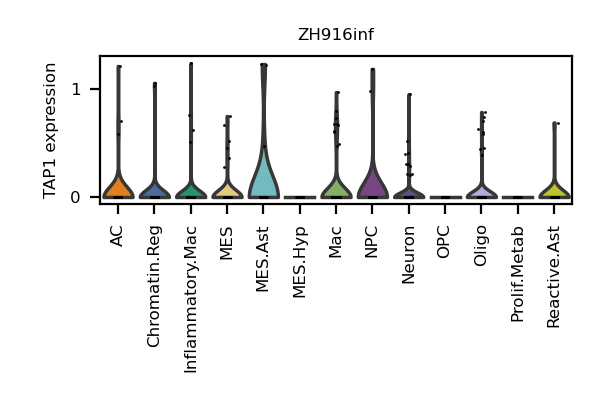 ZH916inf
TAP1 expression
1
0
AC
Chromatin.Reg
Inflammatory.Mac
MES
MES.Ast
MES.Hyp
Mac
NPC
Neuron
OPC
Oligo
Prolif.Metab
Reactive.Ast